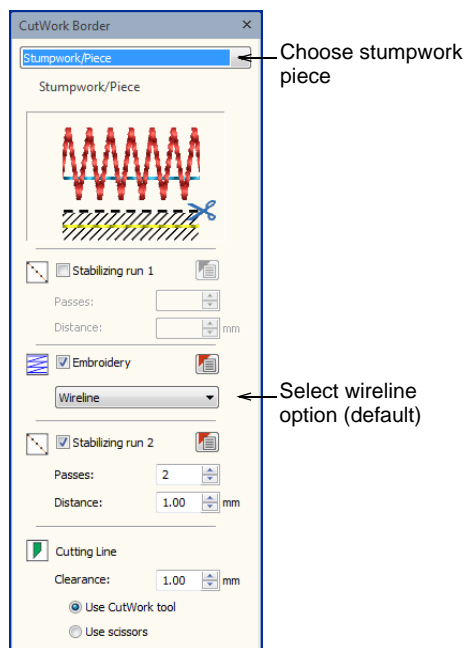 CutWork Border
Stumpwork/Piece
Choose stumpwork
piece
Stumpwork/Piece
Stabilizing run 1
Passes:
Distance: mm
Embroidery
Wireline
Select wireline
option (default)
Stabilizing run 2
Passes: 2
Distance: 1.00 mm
Cutting Line
Clearance: 1.00 mm
Use CutWork tool
Use scissors